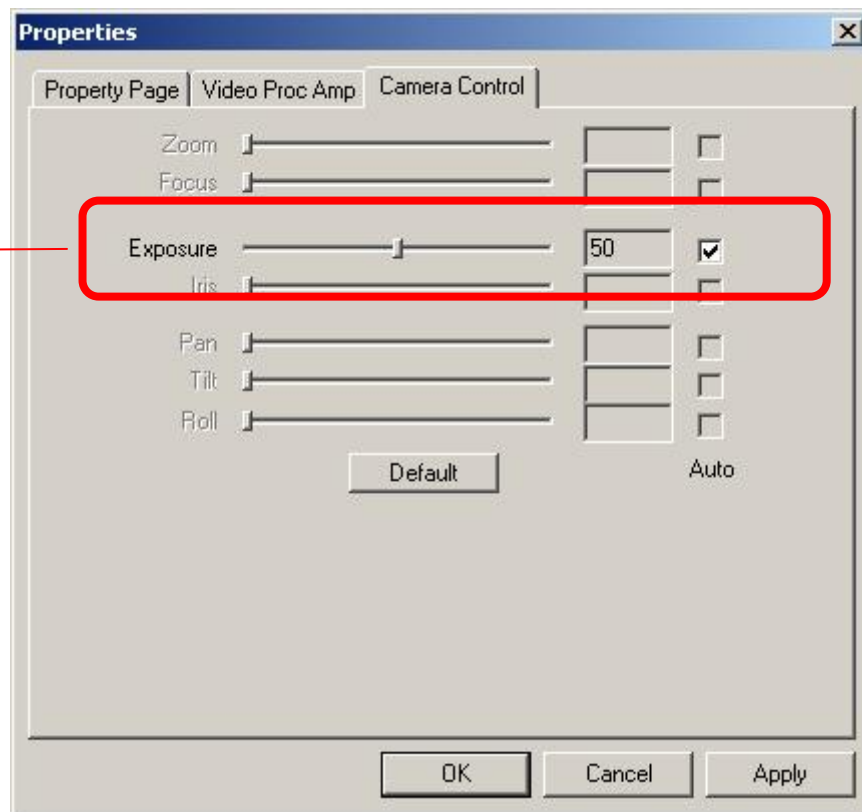 Properties
Property Page Video Proc Amp Camera Control
Zoom
Focus
Exposure 50
Iris
Pan
Tilt
Roll
Default Auto
OK Cancel Apply